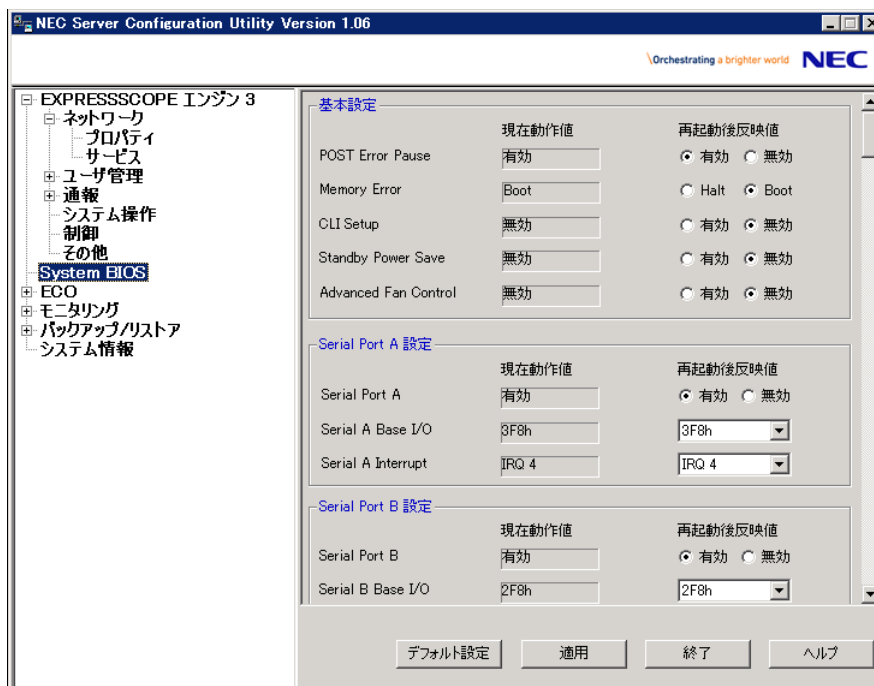 NEC Server Configuration Utility Version 1.06
\Orchestrating a brighter world NEC
EXPRESSSCOPE エンジン 3
ネットワーク
プロパティ
サービス
ユーザ管理
通報
システム操作
制御
その他
System BIOS
ECO
モニタリング
バックアップ/リストア
システム情報
基本設定
現在動作値 再起動後反映値
POST Error Pause 有効 有効 無効
Memory Error Boot Halt Boot
CLI Setup 無効 有効 無効
Standby Power Save 無効 有効 無効
Advanced Fan Control 無効 有効 無効
Serial Port A 設定
現在動作値 再起動後反映値
Serial Port A 有効 有効 無効
Serial A Base I/O 3F8h 3F8h
Serial A Interrupt IRQ 4 IRQ 4
Serial Port B 設定
現在動作値 再起動後反映値
Serial Port B 有効 有効 無効
Serial B Base I/O 2F8h 2F8h
デフォルト設定 適用 終了 ヘルプ